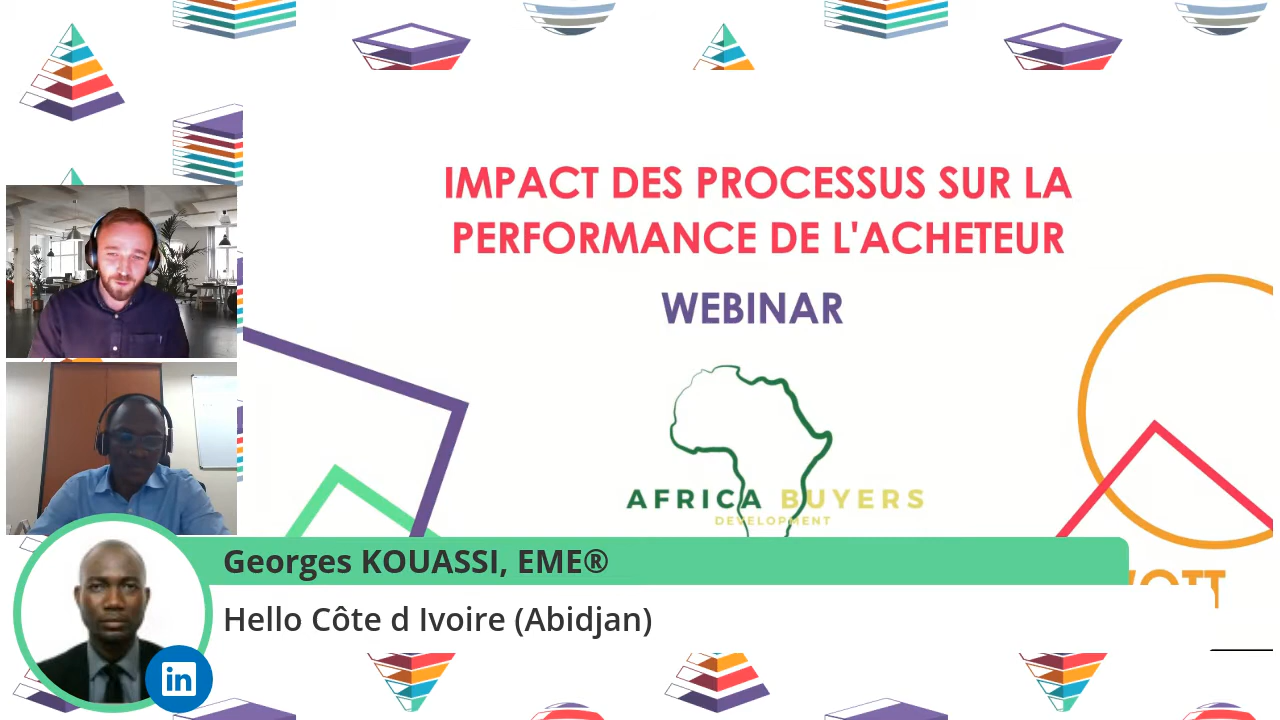 IMPACT DES PROCESSUS SUR LA
PERFORMANCE DE L'ACHETEUR
WEBINAR
AFRICA BUYERS
DEVELOPMENT
Georges KOUASSI, EME®
Hello Côte d Ivoire (Abidjan)
in